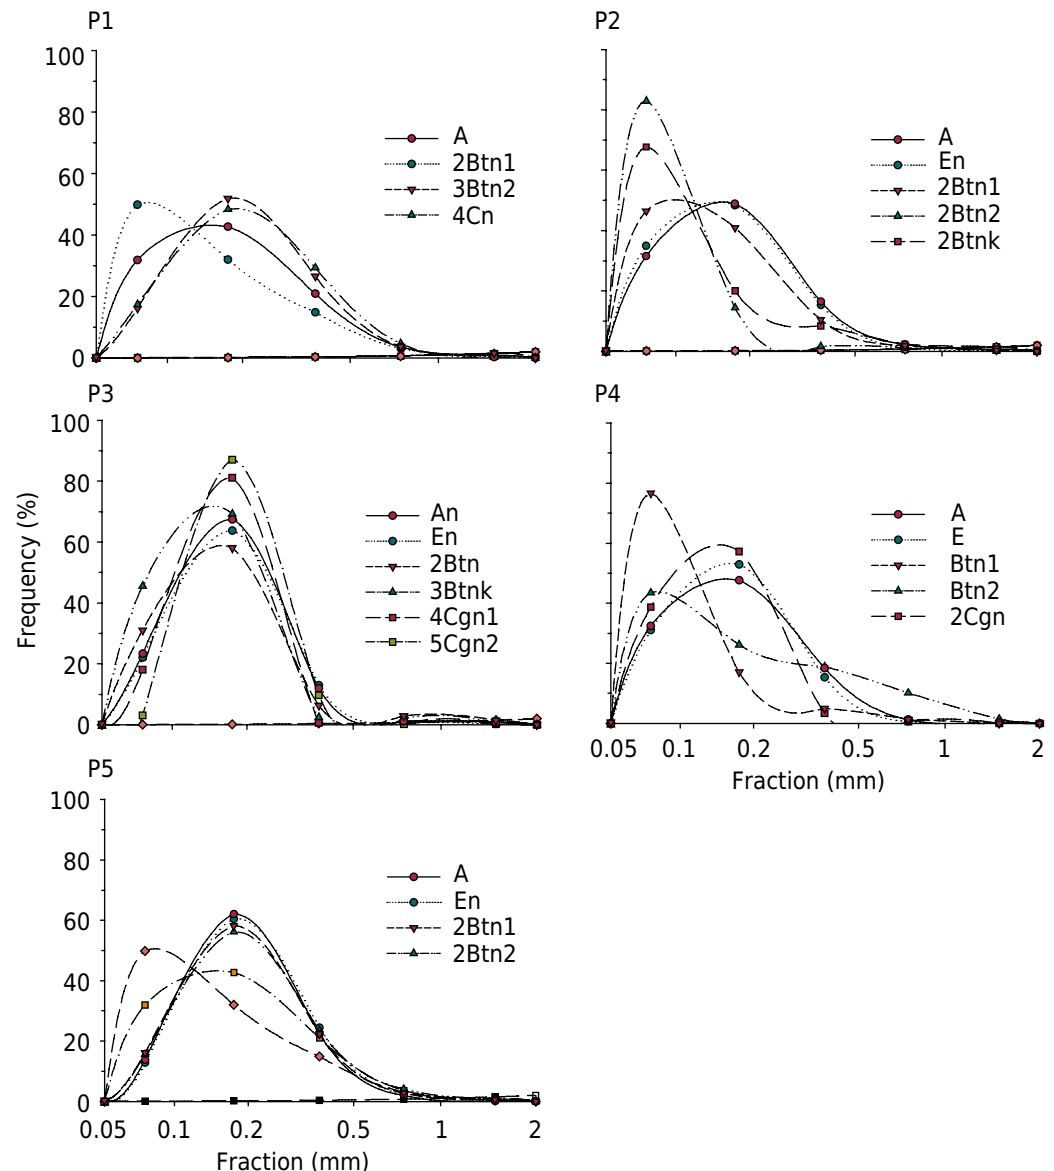 P1
100
80
60
40
20
0
A
2Btn1
3Btn2
4Cn
P2
A
En
2Btn1
2Btn2
2Btnk
P3
100
80
60
40
20
0
Frequency (%)
An
En
2Btn
3Btnk
4Cgn1
5Cgn2
P4
A
E
Btn1
Btn2
2Cgn
0.05 0.1 0.2 0.5 1 2
Fraction (mm)
P5
100
80
60
40
20
0
A
En
2Btn1
2Btn2
0.05 0.1 0.2 0.5 1 2
Fraction (mm)